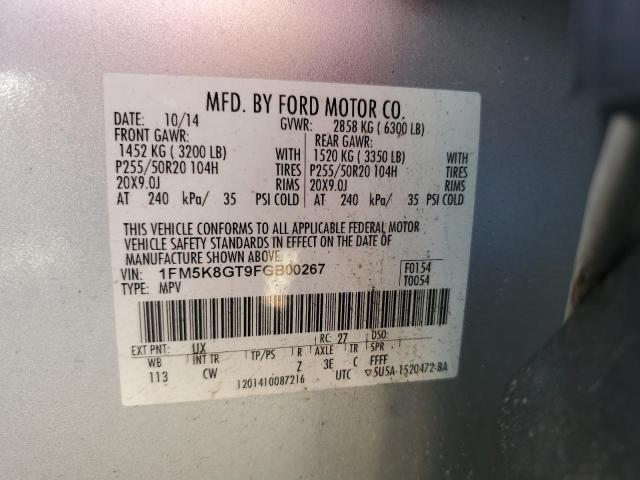 MFD. BY FORD MOTOR CO.
DATE: 10/14 GVWR: 2858 KG ( 6300 LB)
FRONT GAWR: REAR GAWR:
1452 KG ( 3200 LB) WITH 1520 KG ( 3350 LB) WITH
P255/50R20 104H TIRES P255/50R20 104H TIRES
20X9.0J RIMS 20X9.0J RIMS
AT 240 kPa/ 35 PSI COLD AT 240 kPa/ 35 PSI COLD
THIS VEHICLE CONFORMS TO ALL APPLICABLE FEDERAL MOTOR
VEHICLE SAFETY STANDARDS IN EFFECT ON THE DATE OF
MANUFACTURE SHOWN ABOVE.
VIN: 1FM5K8GT9FGB00267 F0154
TYPE: MPV T0054
EXT PNT: UX RC: 27 DSO:
WB INT TR TP/PS R AXLE TR SPR
113 CW Z 3E C FFFF
120141008​7216 UTC ▽5U5A-1520472-BA